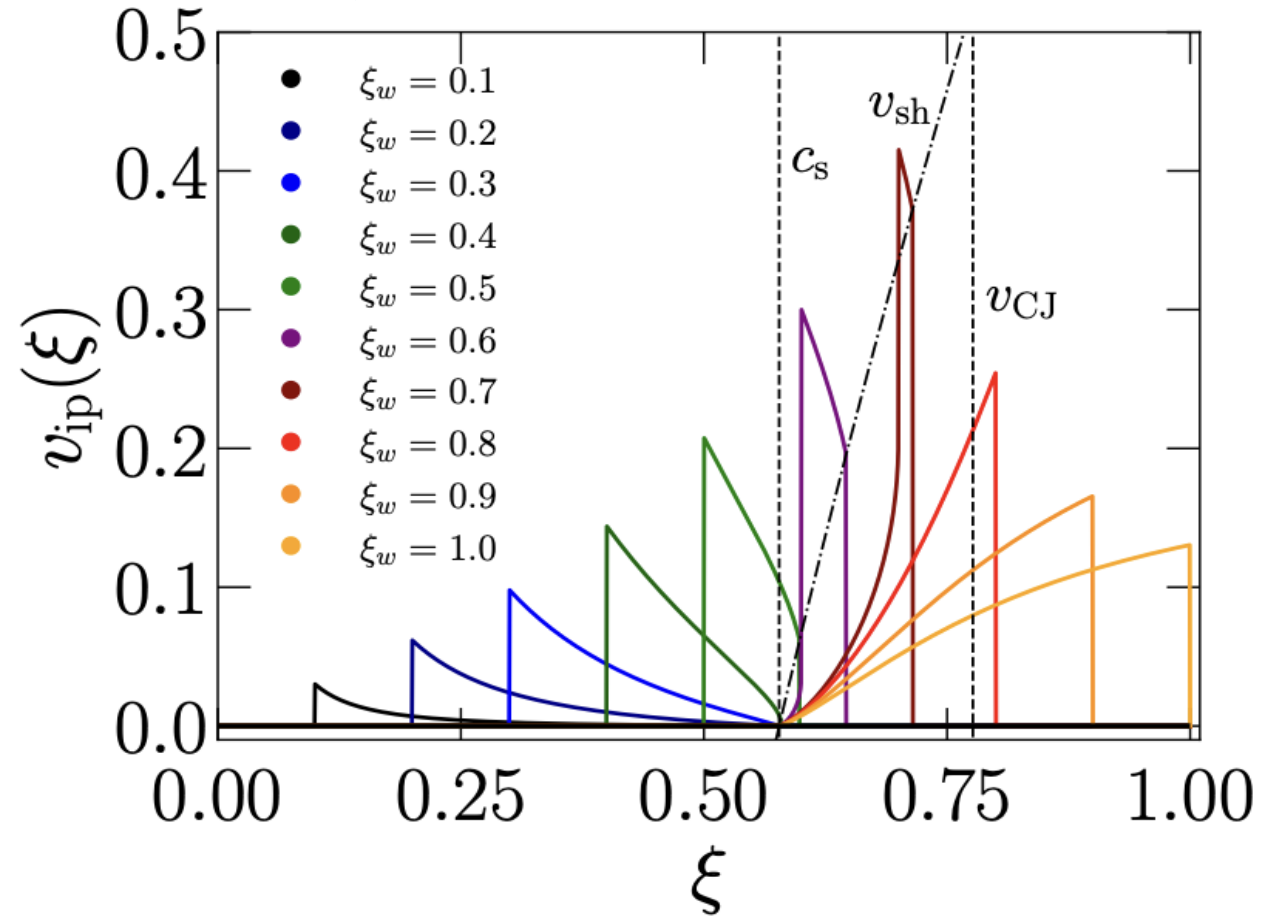 0.5
0.4
0.3
0.2
0.1
0.0
v_ip(ξ)
ξ_w = 0.1
ξ_w = 0.2
ξ_w = 0.3
ξ_w = 0.4
ξ_w = 0.5
ξ_w = 0.6
ξ_w = 0.7
ξ_w = 0.8
ξ_w = 0.9
ξ_w = 1.0
v_sh
c_s
v_CJ
0.00 0.25 0.50 0.75 1.00
ξ